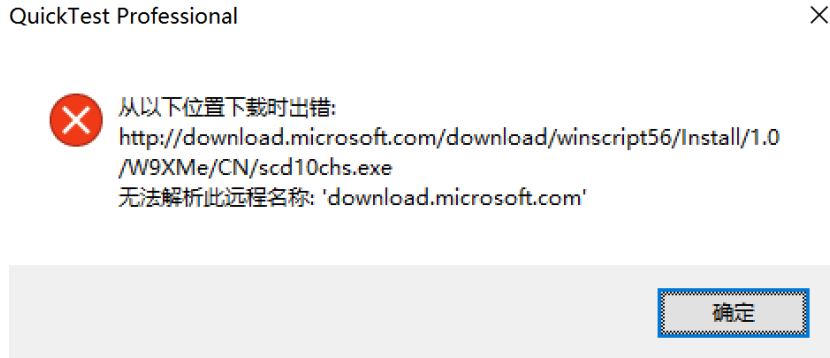 QuickTest Professional
从以下位置下载时出错:
http://download.microsoft.com/download/winscript56/Install/1.0
/W9XMe/CN/scd10chs.exe
无法解析此远程名称: 'download.microsoft.com'
确定